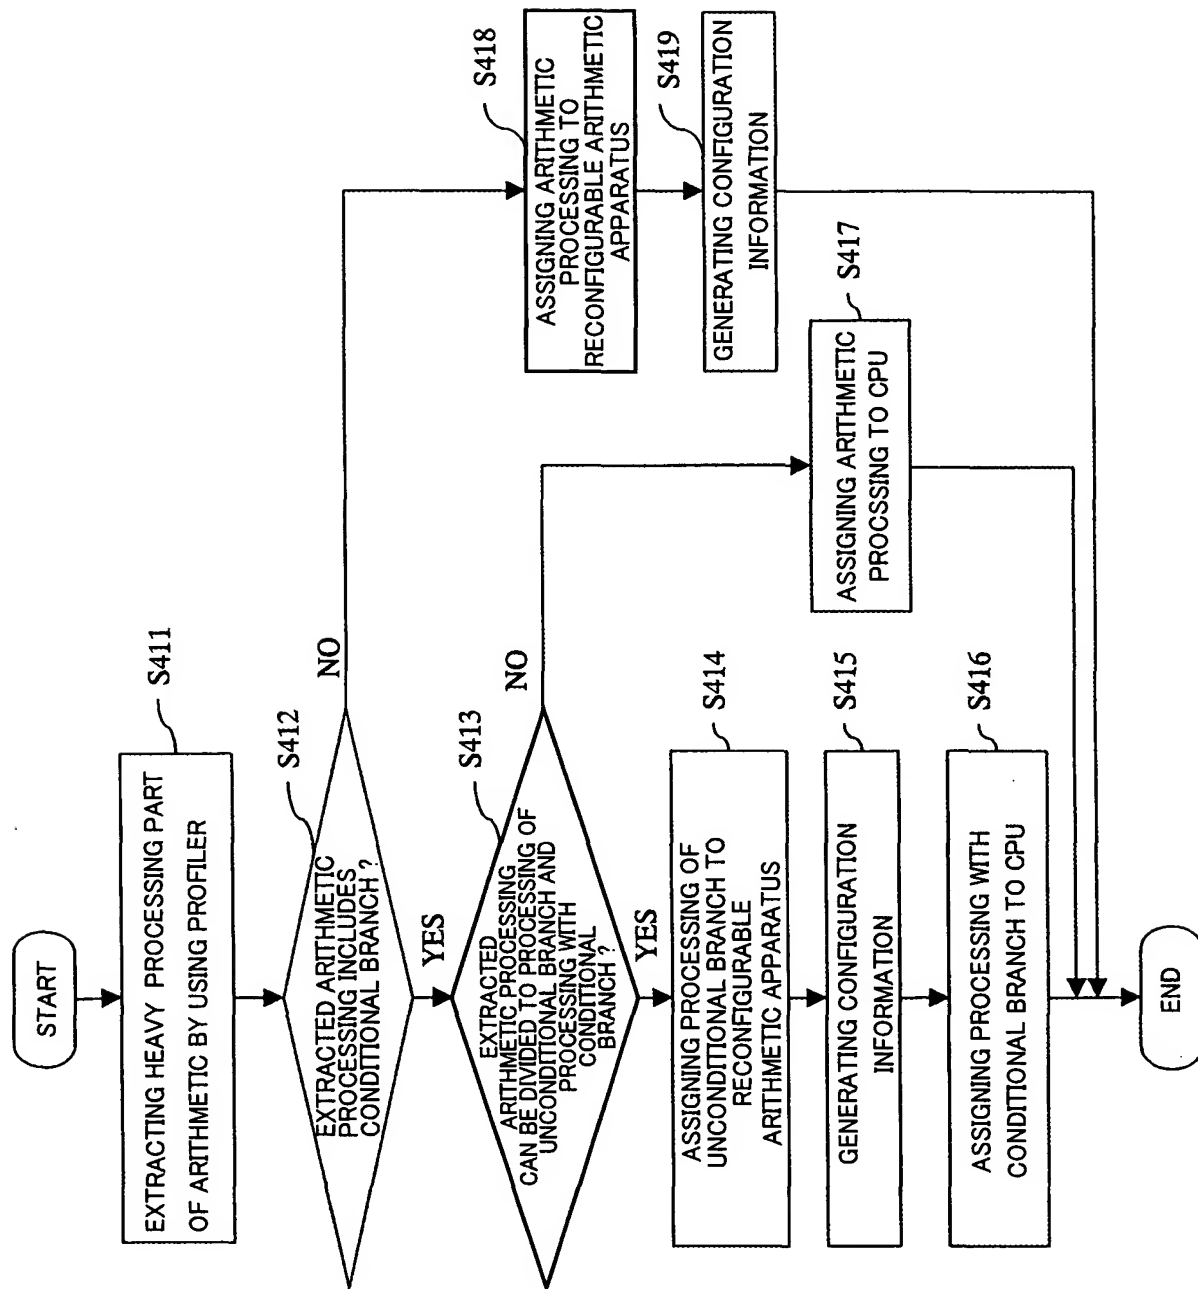 START
EXTRACTING HEAVY PROCESSING PART
OF ARITHMETIC BY USING PROFILER
S411
EXTRACTED ARITHMETIC
PROCESSING INCLUDES
CONDITIONAL BRANCH ?
S412
NO
YES
EXTRACTED
ARITHMETIC PROCESSING
CAN BE DIVIDED TO PROCESSING OF
UNCONDITIONAL BRANCH AND
PROCESSING WITH
CONDITIONAL
BRANCH ?
S413
NO
YES
ASSIGNING PROCESSING OF
UNCONDITIONAL BRANCH TO
RECONFIGURABLE
ARITHMETIC APPARATUS
S414
GENERATING CONFIGURATION
INFORMATION
S415
ASSIGNING PROCESSING WITH
CONDITIONAL BRANCH TO CPU
S416
ASSIGNING ARITHMETIC
PROCSSING TO CPU
S417
ASSIGNING ARITHMETIC
PROCESSING TO
RECONFIGURABLE ARITHMETIC
APPARATUS
S418
GENERATING CONFIGURATION
INFORMATION
S419
END